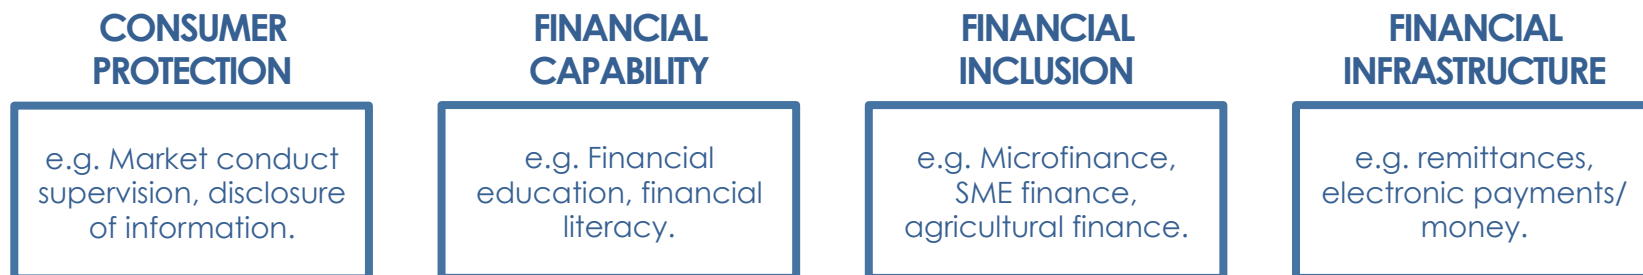 CONSUMER
PROTECTION
e.g. Market conduct
supervision, disclosure
of information.
FINANCIAL
CAPABILITY
e.g. Financial
education, financial
literacy.
FINANCIAL
INCLUSION
e.g. Microfinance,
SME finance,
agricultural finance.
FINANCIAL
INFRASTRUCTURE
e.g. remittances,
electronic payments/
money.